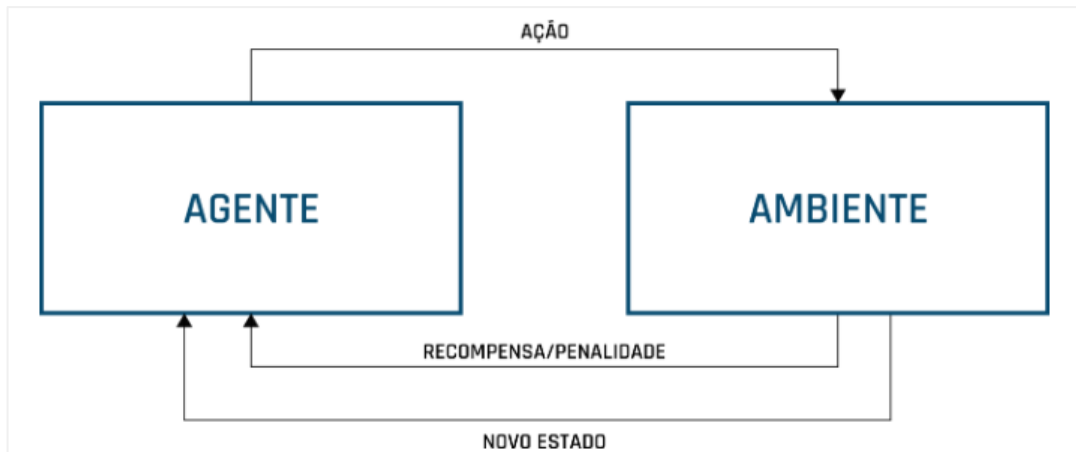 AÇÃO
AGENTE
AMBIENTE
RECOMPENSA/PENALIDADE
NOVO ESTADO